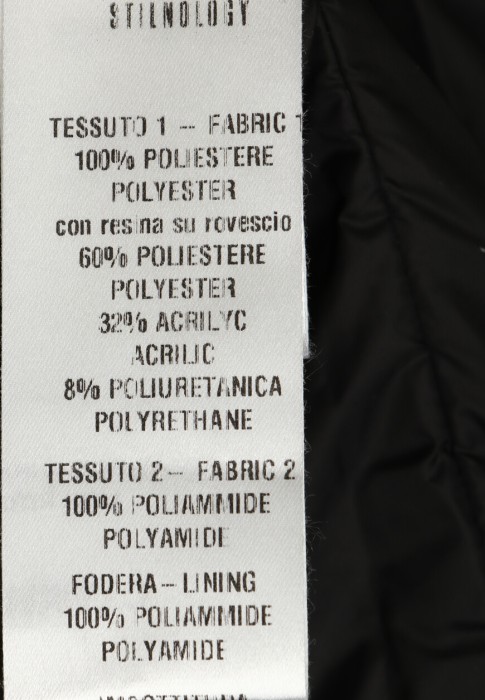 STILNOLOGY
TESSUTO 1 -- FABRIC 1
100% POLIESTERE
POLYESTER
con resina su rovescio
60% POLIESTERE
POLYESTER
32% ACRILYC
ACRILIC
8% POLIURETANICA
POLYRETHANE
TESSUTO 2 -- FABRIC 2
100% POLIAMMIDE
POLYAMIDE
FODERA -- LINING
100% POLIAMMIDE
POLYAMIDE